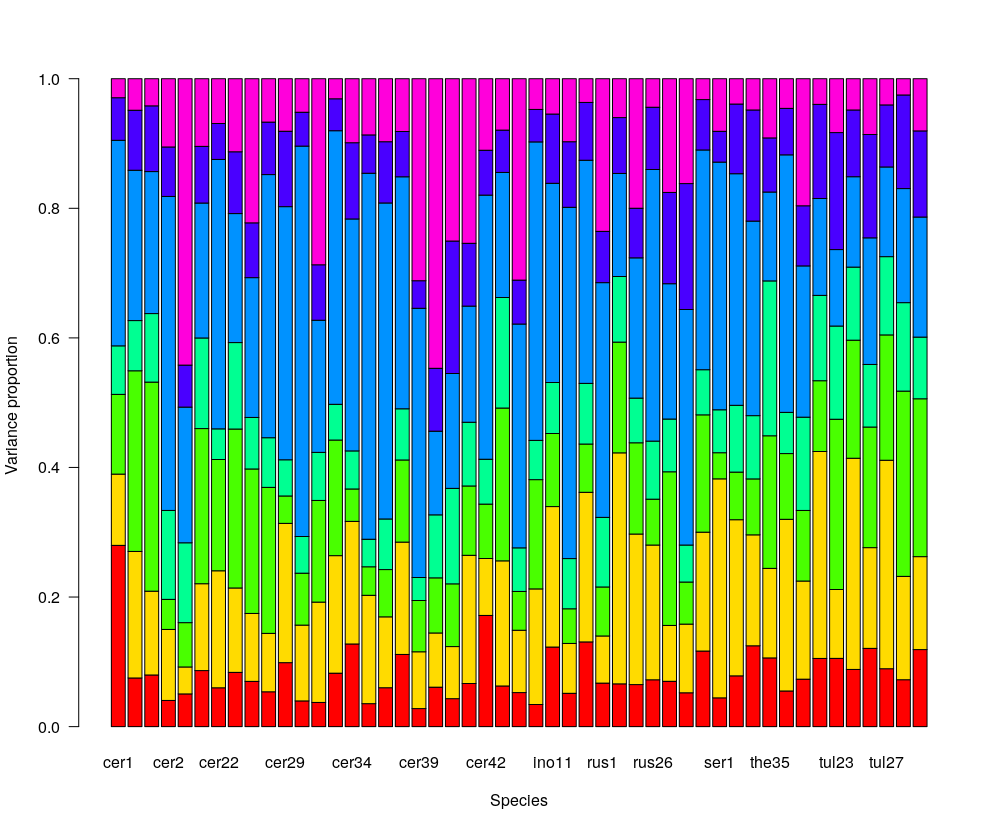 1.0
0.8
0.6
0.4
0.2
0.0
Variance proportion
cer1 cer2 cer22 cer29 cer34 cer39 cer42 ino11 rus1 rus26 ser1 the35 tul23 tul27
Species